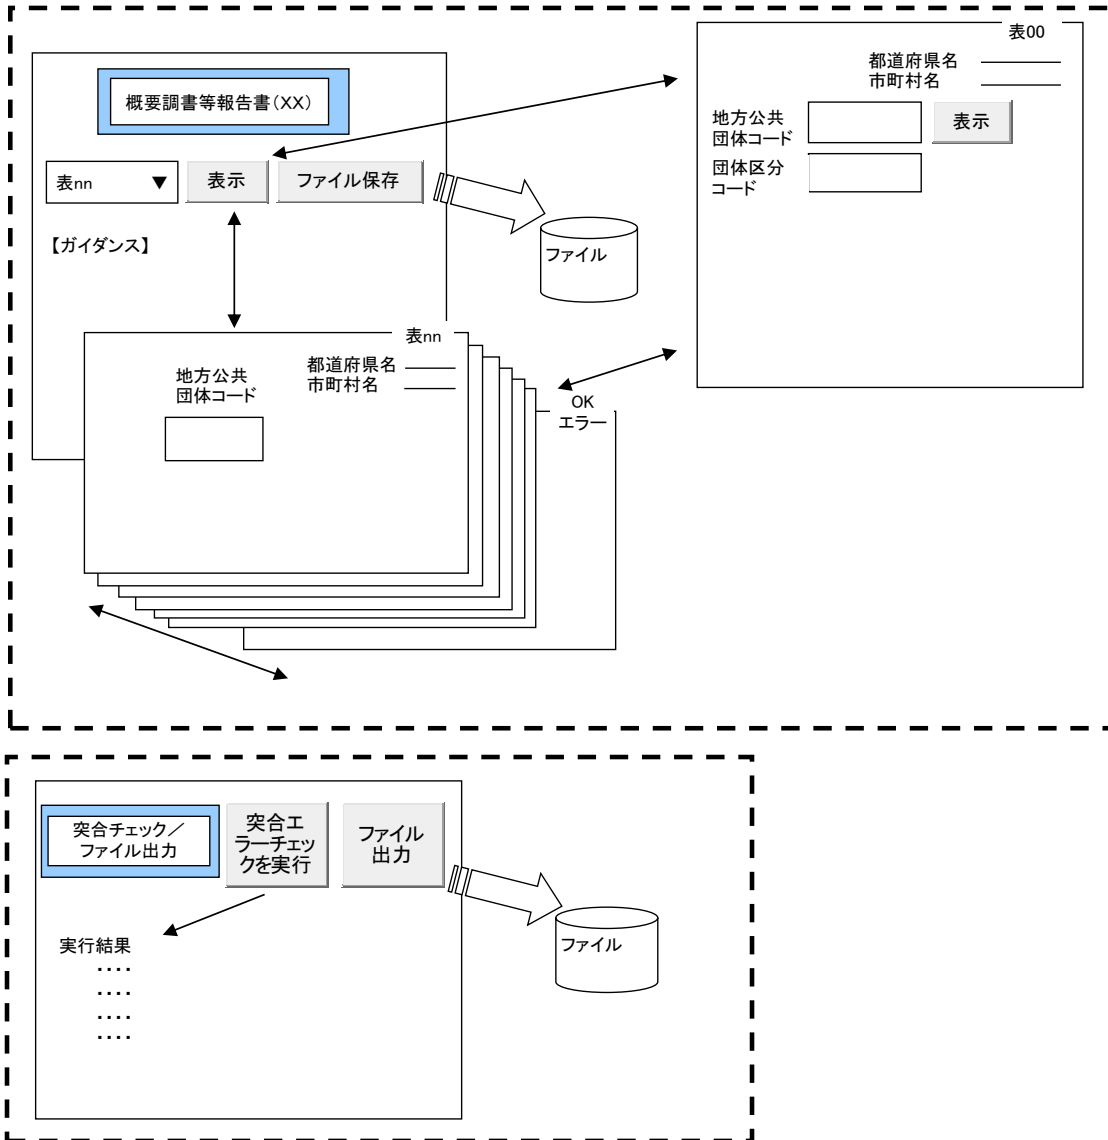 表00
都道府県名
市町村名
地方公共
団体コード
表示
団体区分
コード
概要調書等報告書(XX)
表nn ▼
表示
ファイル保存
【ガイダンス】
ファイル
表nn
都道府県名
市町村名
地方公共
団体コード
OK
エラー
突合チェック/
ファイル出力
突合エ
ラーチェッ
クを実行
ファイル
出力
ファイル
実行結果
・・・・
・・・・
・・・・
・・・・